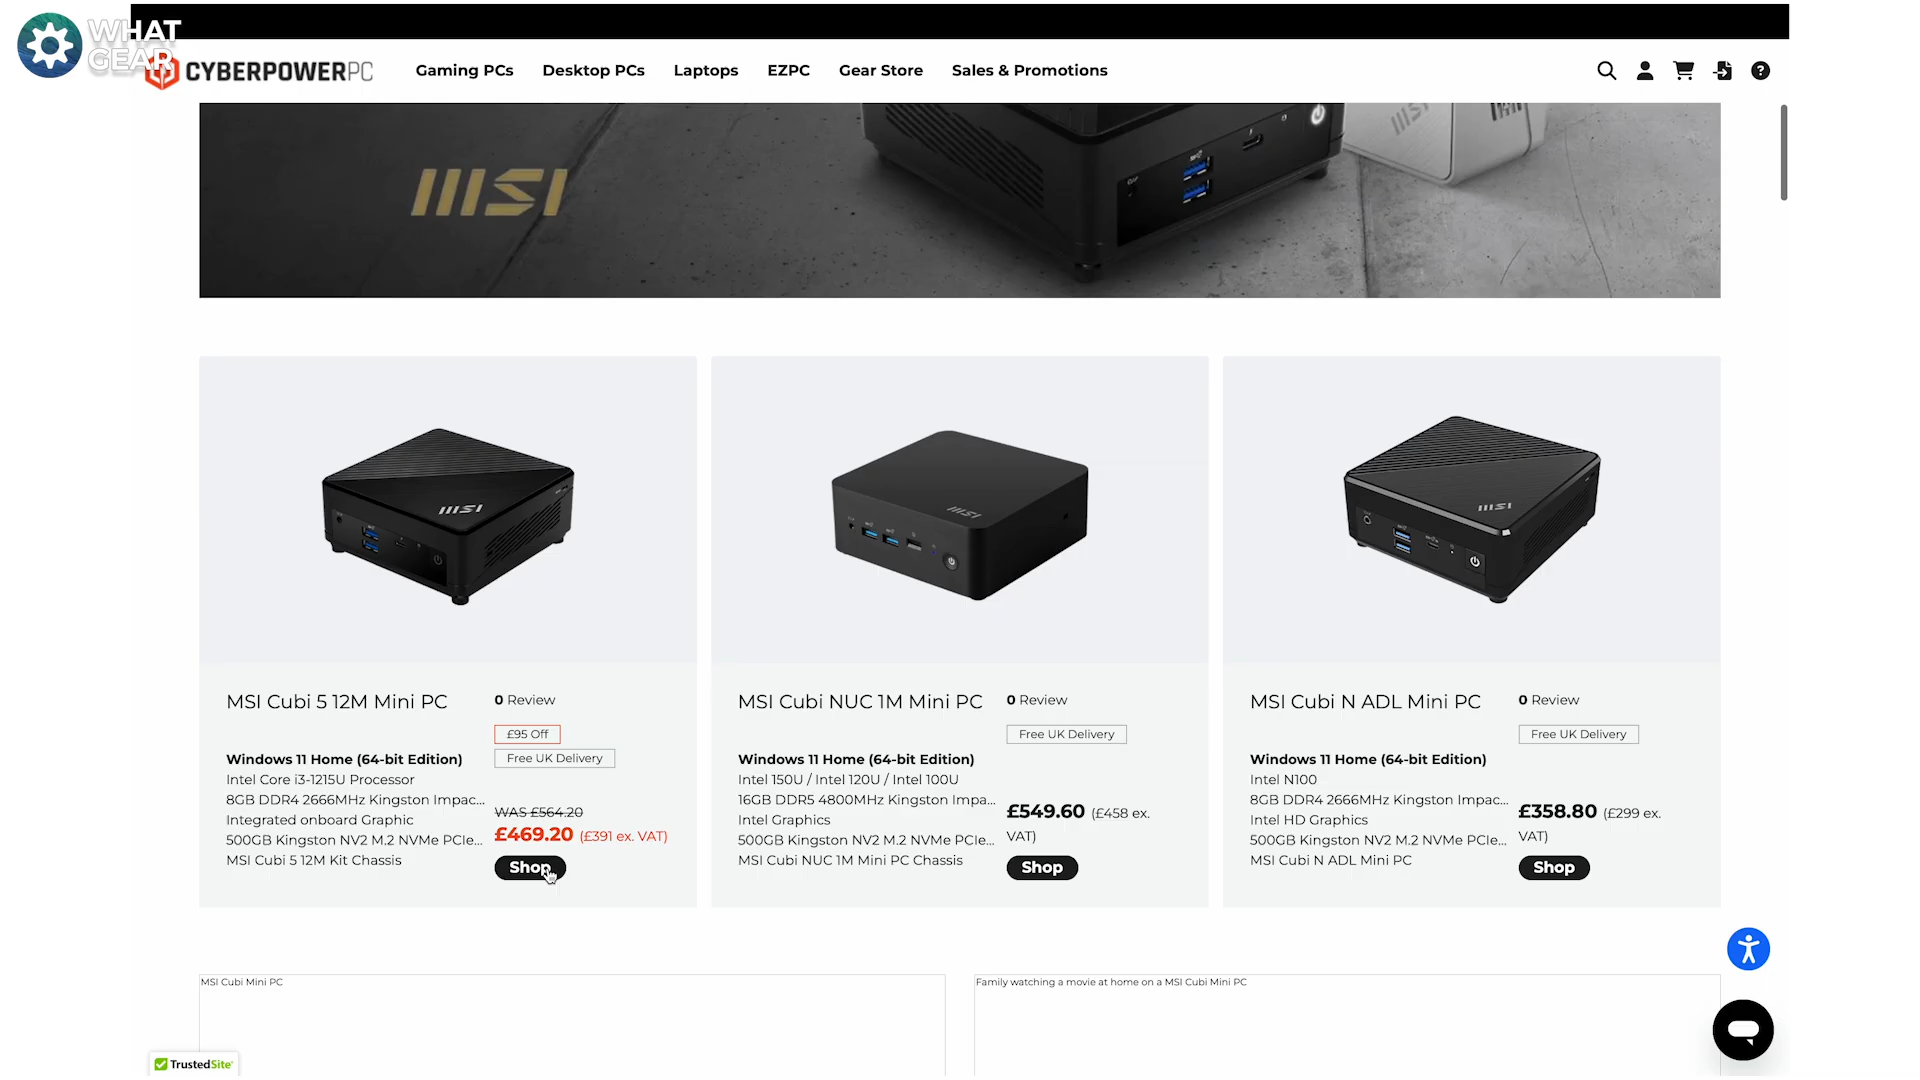 WHAT
GEAR
CYBERPOWERPC
Gaming PCs
Desktop PCs
Laptops
EZPC
Gear Store
Sales & Promotions
msi
msi
msi
msi
msi
MSI Cubi 5 12M Mini PC
0 Review
£95 Off
Free UK Delivery
Windows 11 Home (64-bit Edition)
Intel Core i3-1215U Processor
8GB DDR4 2666MHz Kingston Impac...
Integrated onboard Graphic
500GB Kingston NV2 M.2 NVMe PCIe...
MSI Cubi 5 12M Kit Chassis
WAS £564.20
£469.20 (£391 ex. VAT)
Shop
MSI Cubi NUC 1M Mini PC
0 Review
Free UK Delivery
Windows 11 Home (64-bit Edition)
Intel 150U / Intel 120U / Intel 100U
16GB DDR5 4800MHz Kingston Impa...
Intel Graphics
500GB Kingston NV2 M.2 NVMe PCIe...
MSI Cubi NUC 1M Mini PC Chassis
£549.60 (£458 ex.
VAT)
Shop
MSI Cubi N ADL Mini PC
0 Review
Free UK Delivery
Windows 11 Home (64-bit Edition)
Intel N100
8GB DDR4 2666MHz Kingston Impac...
Intel HD Graphics
500GB Kingston NV2 M.2 NVMe PCIe...
MSI Cubi N ADL Mini PC
£358.80 (£299 ex.
VAT)
Shop
MSI Cubi Mini PC
Family watching a movie at home on a MSI Cubi Mini PC
TrustedSite